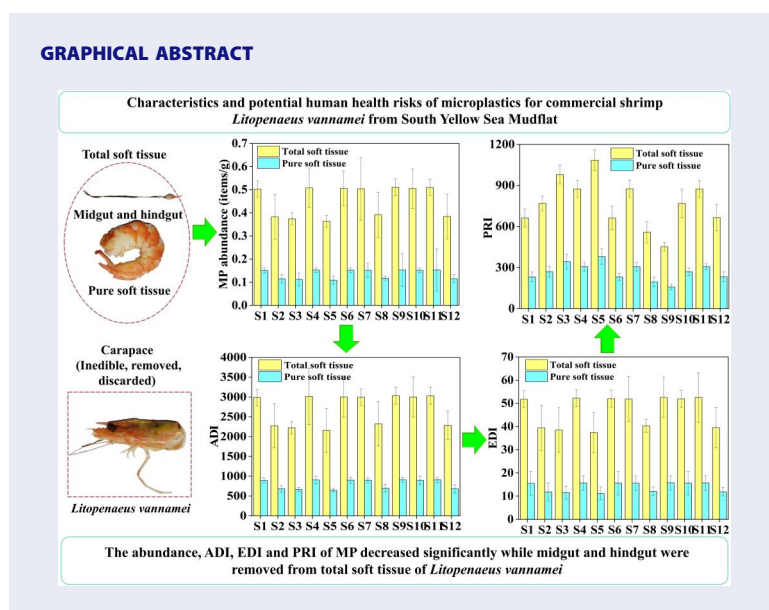 GRAPHICAL ABSTRACT
Characteristics and potential human health risks of microplastics for commercial shrimp
Litopenaeus vannamei from South Yellow Sea Mudflat
Total soft tissue
Midgut and hindgut
Pure soft tissue
Carapace
(Inedible, removed,
discarded)
Litopenaeus vannamei
MP abundance (items/g)
0.7
0.6
0.5
0.4
0.3
0.2
0.1
0.0
Total soft tissue
Pure soft tissue
S1 S2 S3 S4 S5 S6 S7 S8 S9 S10 S11 S12
PRI
1200
900
600
300
0
Total soft tissue
Pure soft tissue
S1 S2 S3 S4 S5 S6 S7 S8 S9 S10 S11 S12
ADI
4000
3500
3000
2500
2000
1500
1000
500
0
Total soft tissue
Pure soft tissue
S1 S2 S3 S4 S5 S6 S7 S8 S9 S10 S11 S12
EDI
70
60
50
40
30
20
10
0
Total soft tissue
Pure soft tissue
S1 S2 S3 S4 S5 S6 S7 S8 S9 S10 S11 S12
The abundance, ADI, EDI and PRI of MP decreased significantly while midgut and hindgut were
removed from total soft tissue of Litopenaeus vannamei